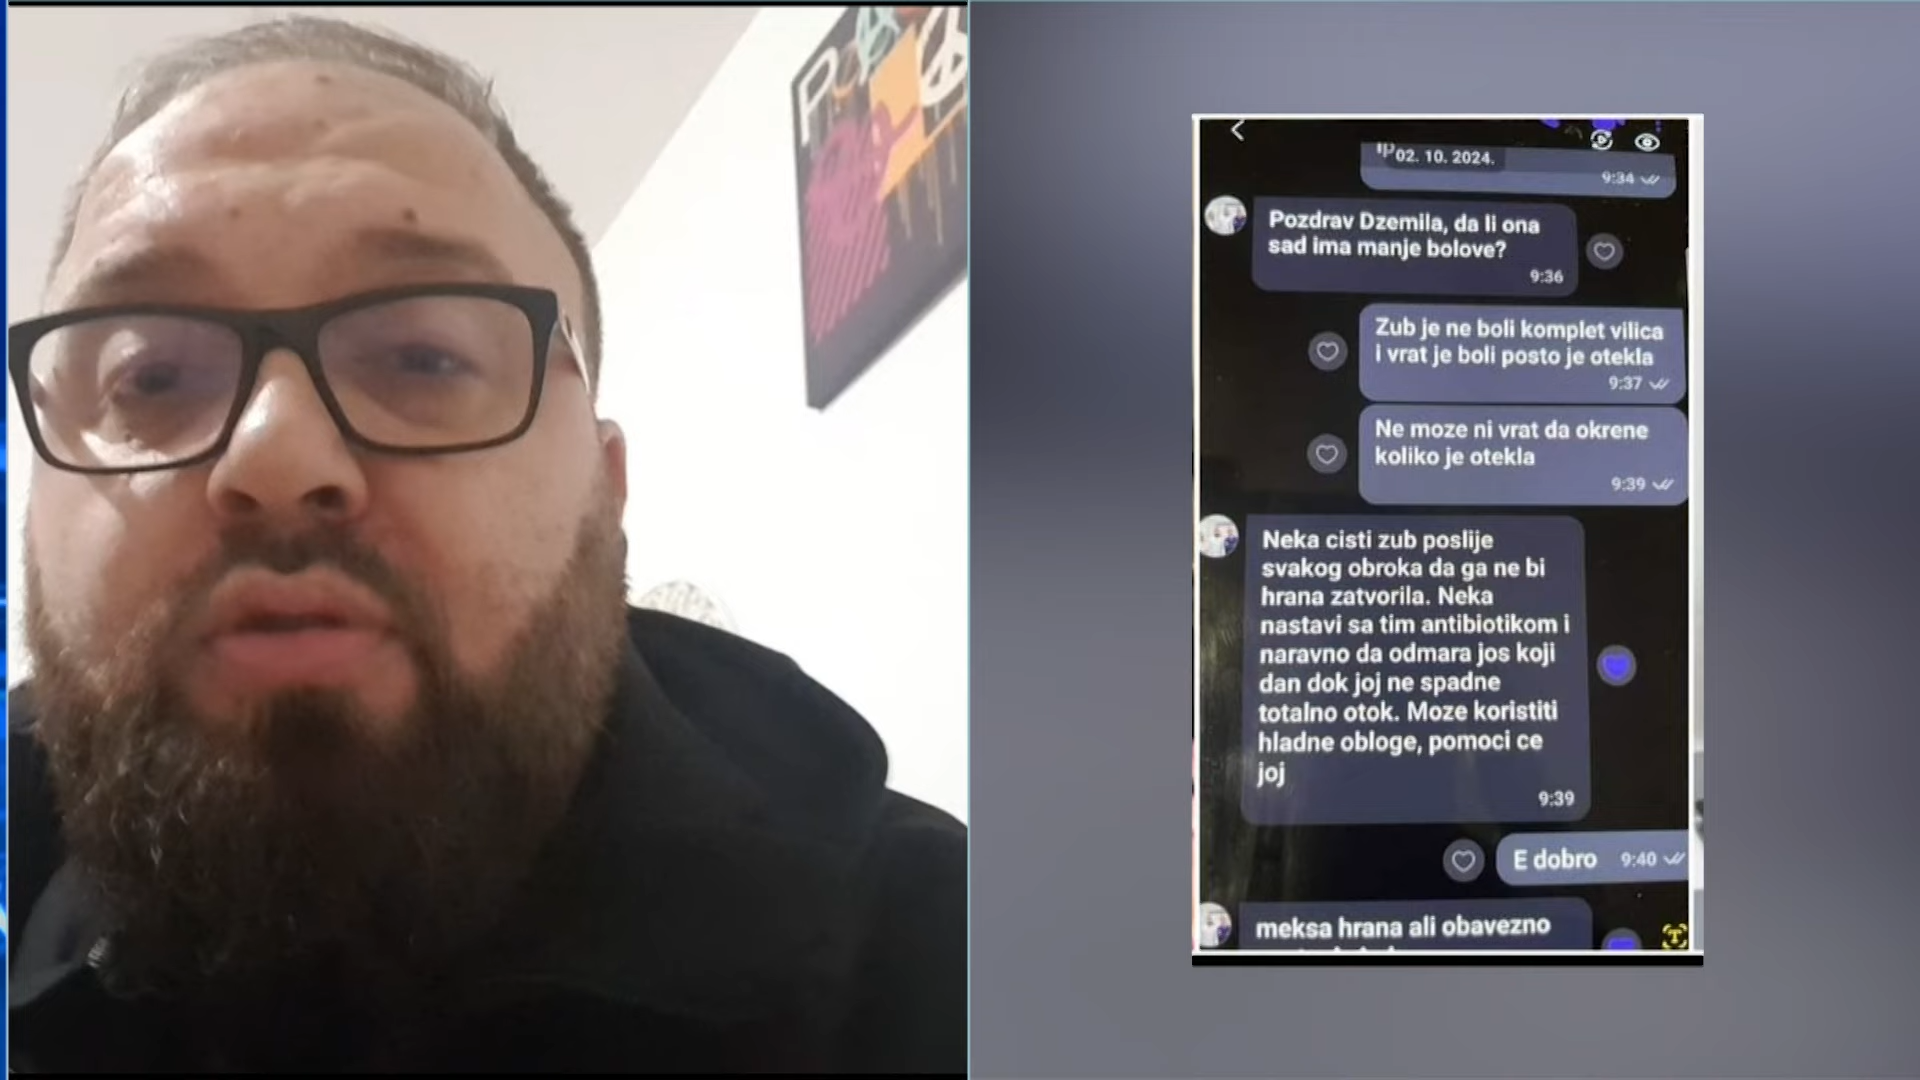 02. 10. 2024.
9:34
Pozdrav Dzemila, da li ona
sad ima manje bolove?
9:36
Zub je ne boli komplet vilica
i vrat je boli posto je otekla
9:37
Ne moze ni vrat da okrene
koliko je otekla
9:39
Neka cisti zub poslije
svakog obroka da ga ne bi
hrana zatvorila. Neka
nastavi sa tim antibiotikom i
naravno da odmara jos koji
dan dok joj ne spadne
totalno otok. Moze koristiti
hladne obloge, pomoci ce
joj
9:39
E dobro 9:40
meksa hrana ali obavezno